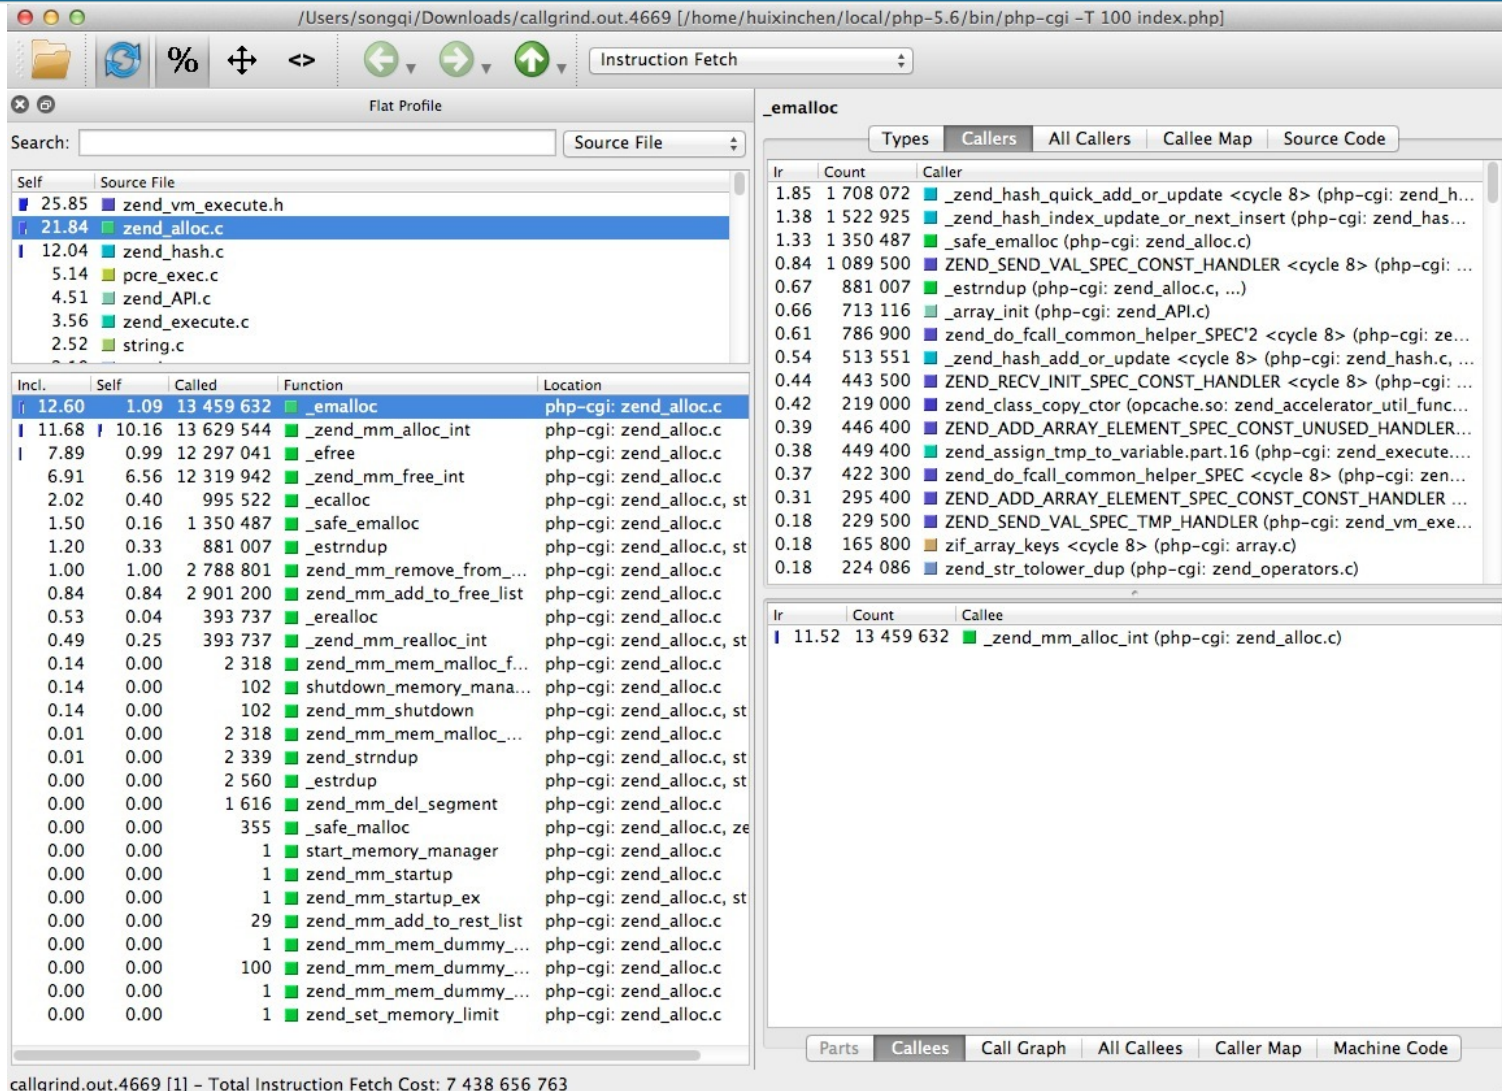 /Users/songqi/Downloads/callgrind.out.4669 [/home/huixinchen/local/php-5.6/bin/php-cgi -T 100 index.php]
% <> Instruction Fetch
Flat Profile
Search: Source File
Self Source File
25.85 zend_vm_execute.h
21.84 zend_alloc.c
12.04 zend_hash.c
5.14 pcre_exec.c
4.51 zend_API.c
3.56 zend_execute.c
2.52 string.c
Incl. Self Called Function Location
12.60 1.09 13 459 632 _emalloc php-cgi: zend_alloc.c
11.68 10.16 13 629 544 _zend_mm_alloc_int php-cgi: zend_alloc.c
7.89 0.99 12 297 041 _efree php-cgi: zend_alloc.c
6.91 6.56 12 319 942 _zend_mm_free_int php-cgi: zend_alloc.c
2.02 0.40 995 522 _ecalloc php-cgi: zend_alloc.c, st
1.50 0.16 1 350 487 _safe_emalloc php-cgi: zend_alloc.c
1.20 0.33 881 007 _estrndup php-cgi: zend_alloc.c, st
1.00 1.00 2 788 801 zend_mm_remove_from_... php-cgi: zend_alloc.c
0.84 0.84 2 901 200 zend_mm_add_to_free_list php-cgi: zend_alloc.c
0.53 0.04 393 737 _erealloc php-cgi: zend_alloc.c
0.49 0.25 393 737 _zend_mm_realloc_int php-cgi: zend_alloc.c, st
0.14 0.00 2 318 zend_mm_mem_malloc_f... php-cgi: zend_alloc.c
0.14 0.00 102 shutdown_memory_mana... php-cgi: zend_alloc.c
0.14 0.00 102 zend_mm_shutdown php-cgi: zend_alloc.c, st
0.01 0.00 2 318 zend_mm_mem_malloc_... php-cgi: zend_alloc.c
0.01 0.00 2 339 zend_strndup php-cgi: zend_alloc.c, st
0.00 0.00 2 560 _estrdup php-cgi: zend_alloc.c, st
0.00 0.00 1 616 zend_mm_del_segment php-cgi: zend_alloc.c
0.00 0.00 355 _safe_malloc php-cgi: zend_alloc.c, ze
0.00 0.00 1 start_memory_manager php-cgi: zend_alloc.c
0.00 0.00 1 zend_mm_startup php-cgi: zend_alloc.c
0.00 0.00 1 zend_mm_startup_ex php-cgi: zend_alloc.c, st
0.00 0.00 29 zend_mm_add_to_rest_list php-cgi: zend_alloc.c
0.00 0.00 1 zend_mm_mem_dummy_... php-cgi: zend_alloc.c
0.00 0.00 100 zend_mm_mem_dummy_... php-cgi: zend_alloc.c
0.00 0.00 1 zend_mm_mem_dummy_... php-cgi: zend_alloc.c
0.00 0.00 1 zend_set_memory_limit php-cgi: zend_alloc.c
_emalloc
Types Callers All Callers Callee Map Source Code
Ir Count Caller
1.85 1 708 072 _zend_hash_quick_add_or_update <cycle 8> (php-cgi: zend_h...
1.38 1 522 925 _zend_hash_index_update_or_next_insert (php-cgi: zend_has...
1.33 1 350 487 _safe_emalloc (php-cgi: zend_alloc.c)
0.84 1 089 500 ZEND_SEND_VAL_SPEC_CONST_HANDLER <cycle 8> (php-cgi: ...
0.67 881 007 _estrndup (php-cgi: zend_alloc.c, ...)
0.66 713 116 _array_init (php-cgi: zend_API.c)
0.61 786 900 zend_do_fcall_common_helper_SPEC'2 <cycle 8> (php-cgi: ze...
0.54 513 551 _zend_hash_add_or_update <cycle 8> (php-cgi: zend_hash.c, ...
0.44 443 500 ZEND_RECV_INIT_SPEC_CONST_HANDLER <cycle 8> (php-cgi: ...
0.42 219 000 zend_class_copy_ctor (opcache.so: zend_accelerator_util_func...
0.39 446 400 ZEND_ADD_ARRAY_ELEMENT_SPEC_CONST_UNUSED_HANDLER...
0.38 449 400 zend_assign_tmp_to_variable.part.16 (php-cgi: zend_execute....
0.37 422 300 zend_do_fcall_common_helper_SPEC <cycle 8> (php-cgi: zen...
0.31 295 400 ZEND_ADD_ARRAY_ELEMENT_SPEC_CONST_CONST_HANDLER ...
0.18 229 500 ZEND_SEND_VAL_SPEC_TMP_HANDLER (php-cgi: zend_vm_exe...
0.18 165 800 zif_array_keys <cycle 8> (php-cgi: array.c)
0.18 224 086 zend_str_tolower_dup (php-cgi: zend_operators.c)
Ir Count Callee
11.52 13 459 632 _zend_mm_alloc_int (php-cgi: zend_alloc.c)
Parts Callees Call Graph All Callees Caller Map Machine Code
callgrind.out.4669 [1] - Total Instruction Fetch Cost: 7 438 656 763